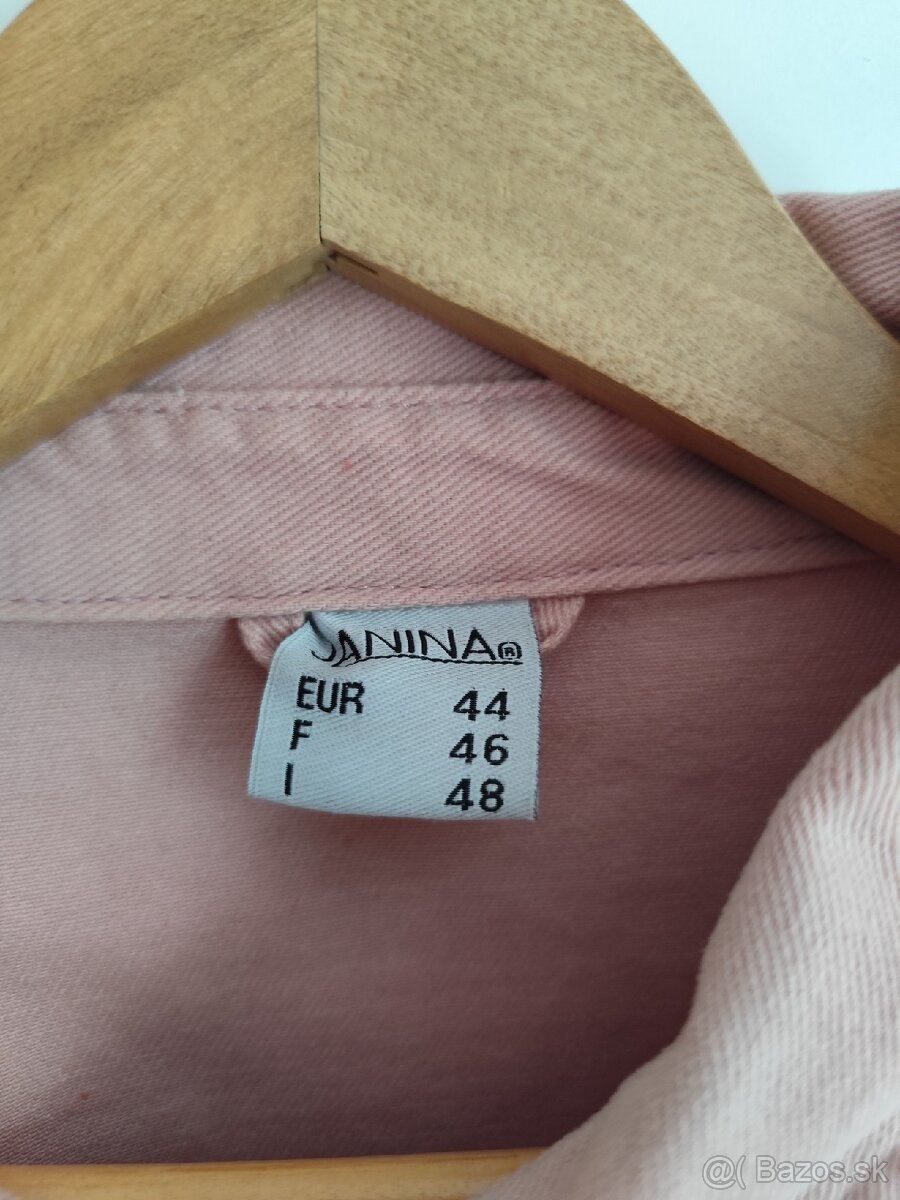 JANINA®
EUR 44
F 46
I 48
@( Bazos.sk